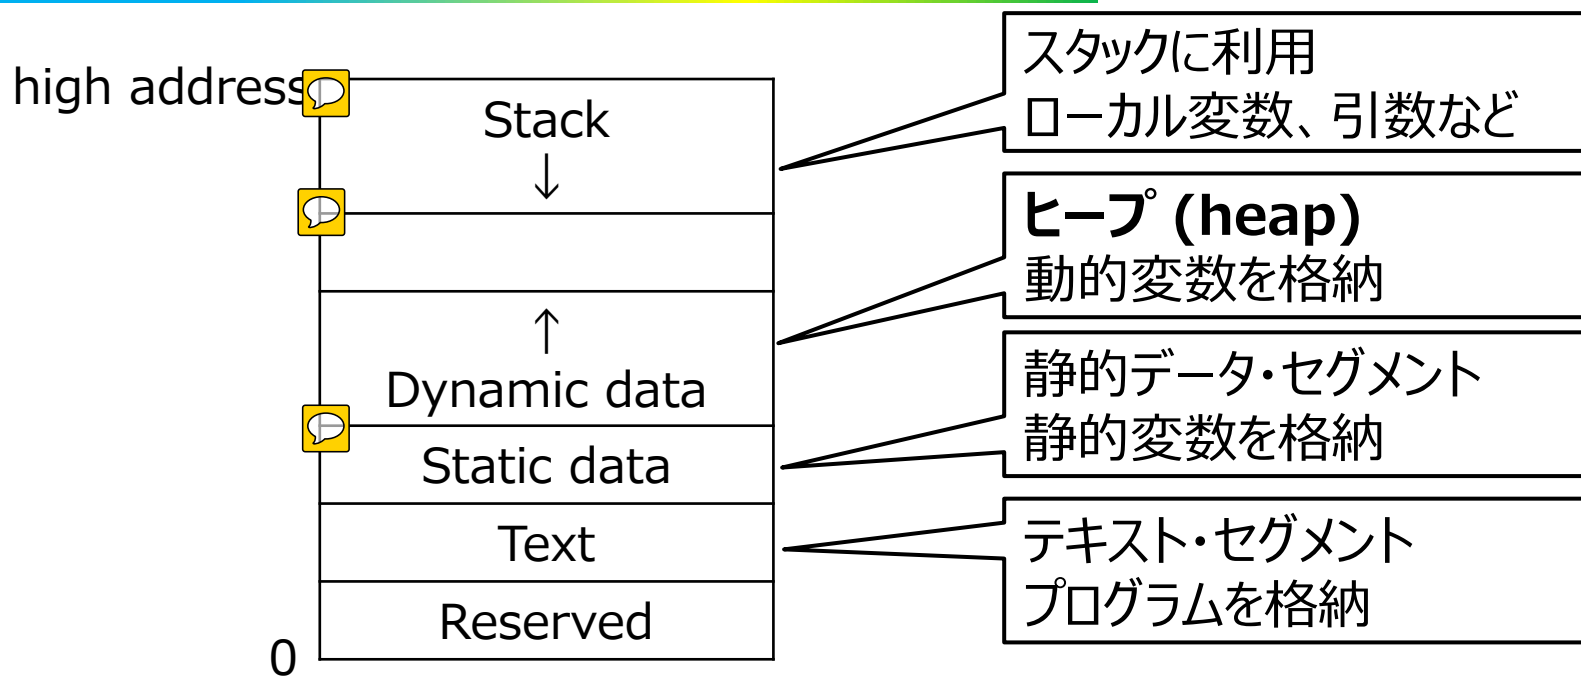 high address
Stack
↓
↑
Dynamic data
Static data
Text
Reserved
0
スタックに利用
ローカル変数、引数など
ヒープ (heap)
動的変数を格納
静的データ・セグメント
静的変数を格納
テキスト・セグメント
プログラムを格納